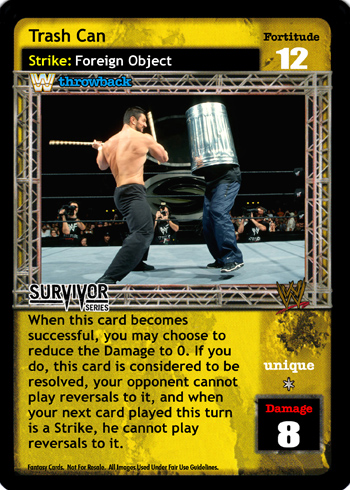 Trash Can
Fortitude
12
Strike: Foreign Object
W throwback
SURVIVOR
SERIES
W
When this card becomes
successful, you may choose to
reduce the Damage to 0. If you
do, this card is considered to be
resolved, your opponent cannot
play reversals to it, and when
your next card played this turn
is a Strike, he cannot play
reversals to it.
unique
*
Damage
8
Fantasy Cards. Not For Resale. All Images Used Under Fair Use Guidelines.